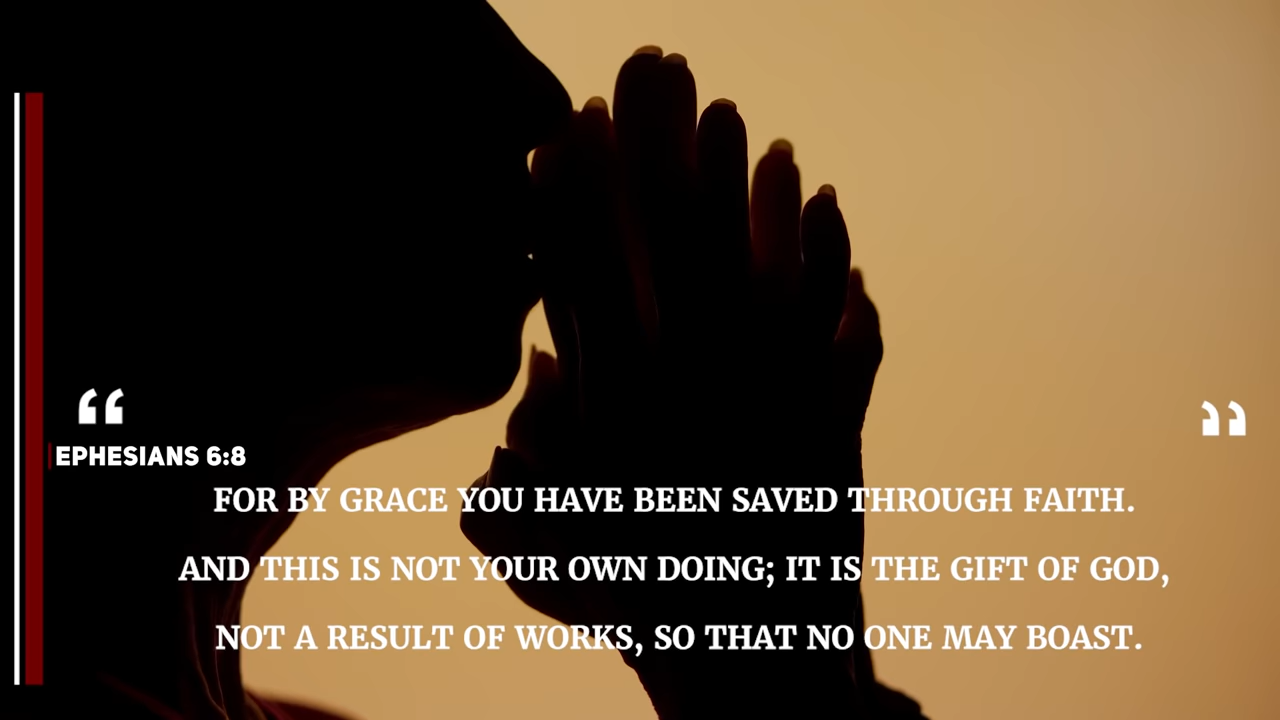 “
EPHESIANS 6:8
”
FOR BY GRACE YOU HAVE BEEN SAVED THROUGH FAITH.
AND THIS IS NOT YOUR OWN DOING; IT IS THE GIFT OF GOD,
NOT A RESULT OF WORKS, SO THAT NO ONE MAY BOAST.